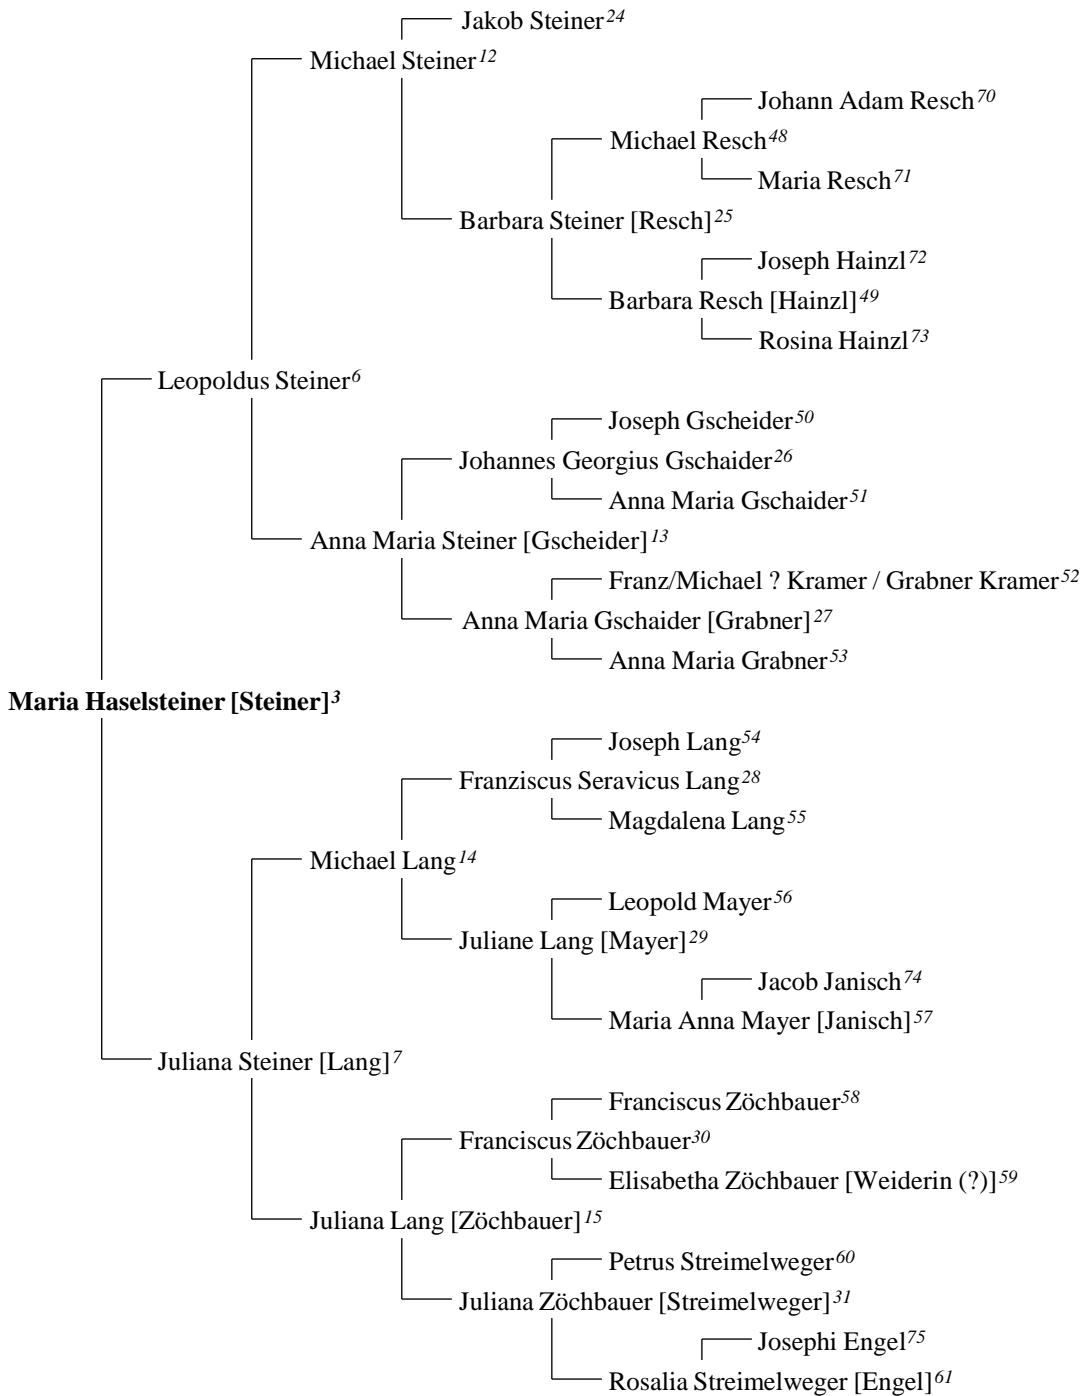 Jakob Steiner24
Michael Steiner12
Johann Adam Resch70
Michael Resch48
Maria Resch71
Barbara Steiner [Resch]25
Joseph Hainzl72
Barbara Resch [Hainzl]49
Rosina Hainzl73
Leopoldus Steiner6
Joseph Gscheider50
Johannes Georgius Gschaider26
Anna Maria Gschaider51
Anna Maria Steiner [Gscheider]13
Franz/Michael ? Kramer / Grabner Kramer52
Anna Maria Gschaider [Grabner]27
Anna Maria Grabner53
Maria Haselsteiner [Steiner]3
Joseph Lang54
Franziscus Seravicus Lang28
Magdalena Lang55
Michael Lang14
Leopold Mayer56
Juliane Lang [Mayer]29
Jacob Janisch74
Maria Anna Mayer [Janisch]57
Juliana Steiner [Lang]7
Franciscus Zöchbauer58
Franciscus Zöchbauer30
Elisabetha Zöchbauer [Weiderin (?)]59
Juliana Lang [Zöchbauer]15
Petrus Streimelweger60
Juliana Zöchbauer [Streimelweger]31
Josephi Engel75
Rosalia Streimelweger [Engel]61